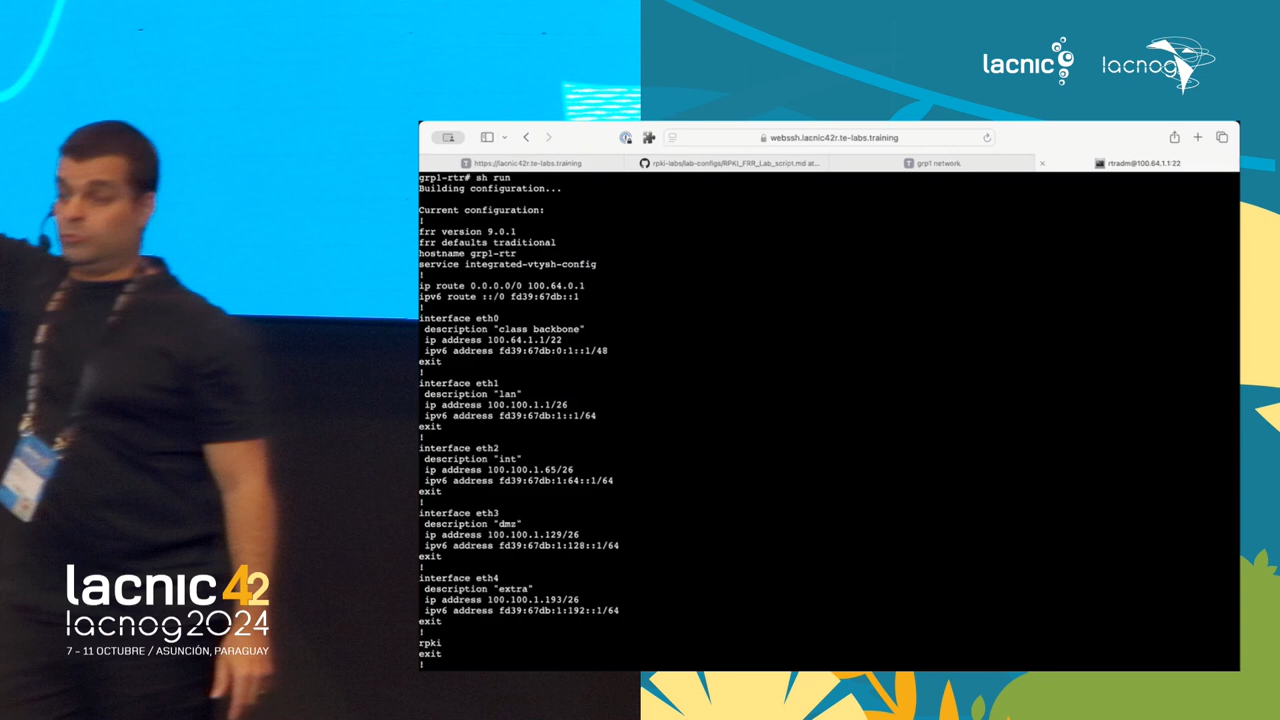 lacnic
lacnog
webssh.lacnic42r.te-labs.training
https://lacnic42r.te-labs.training
rpki-labs/lab-configs/RPKI_FRR_Lab_script.md at...
grp1 network
rtradm@100.64.1.1:22
grp1-rtr# sh run
Building configuration...
Current configuration:
!
frr version 9.0.1
frr defaults traditional
hostname grp1-rtr
service integrated-vtysh-config
!
ip route 0.0.0.0/0 100.64.0.1
ipv6 route ::/0 fd39:67db::1
!
interface eth0
description "class backbone"
ip address 100.64.1.1/22
ipv6 address fd39:67db:0:1::1/48
exit
!
interface eth1
description "lan"
ip address 100.100.1.1/26
ipv6 address fd39:67db:1::1/64
exit
!
interface eth2
description "int"
ip address 100.100.1.65/26
ipv6 address fd39:67db:1:64::1/64
exit
!
interface eth3
description "dmz"
ip address 100.100.1.129/26
ipv6 address fd39:67db:1:128::1/64
exit
!
interface eth4
description "extra"
ip address 100.100.1.193/26
ipv6 address fd39:67db:1:192::1/64
exit
!
rpki
exit
!
lacnic 42
lacnog2024
7 - 11 OCTUBRE / ASUNCIÓN, PARAGUAY